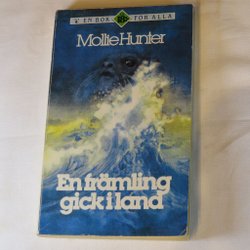 EN BOK FÖR ALLA
Mollie Hunter
En främling
gick i land